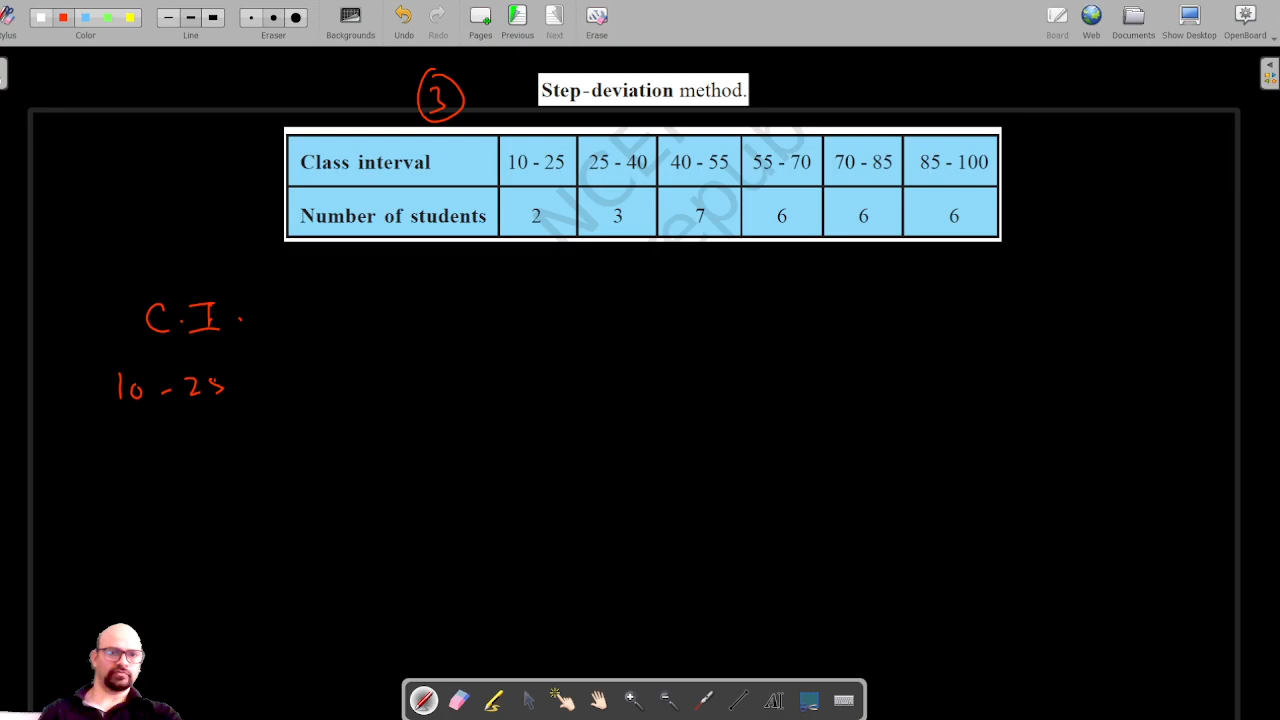 Color Line Eraser Backgrounds Undo Redo Pages Previous Next Erase Board Web Documents Show Desktop OpenBoard
3
Step-deviation method.
Class interval 10 - 25 25 - 40 40 - 55 55 - 70 70 - 85 85 - 100
Number of students 2 3 7 6 6 6
C.I.
10 - 25
AI